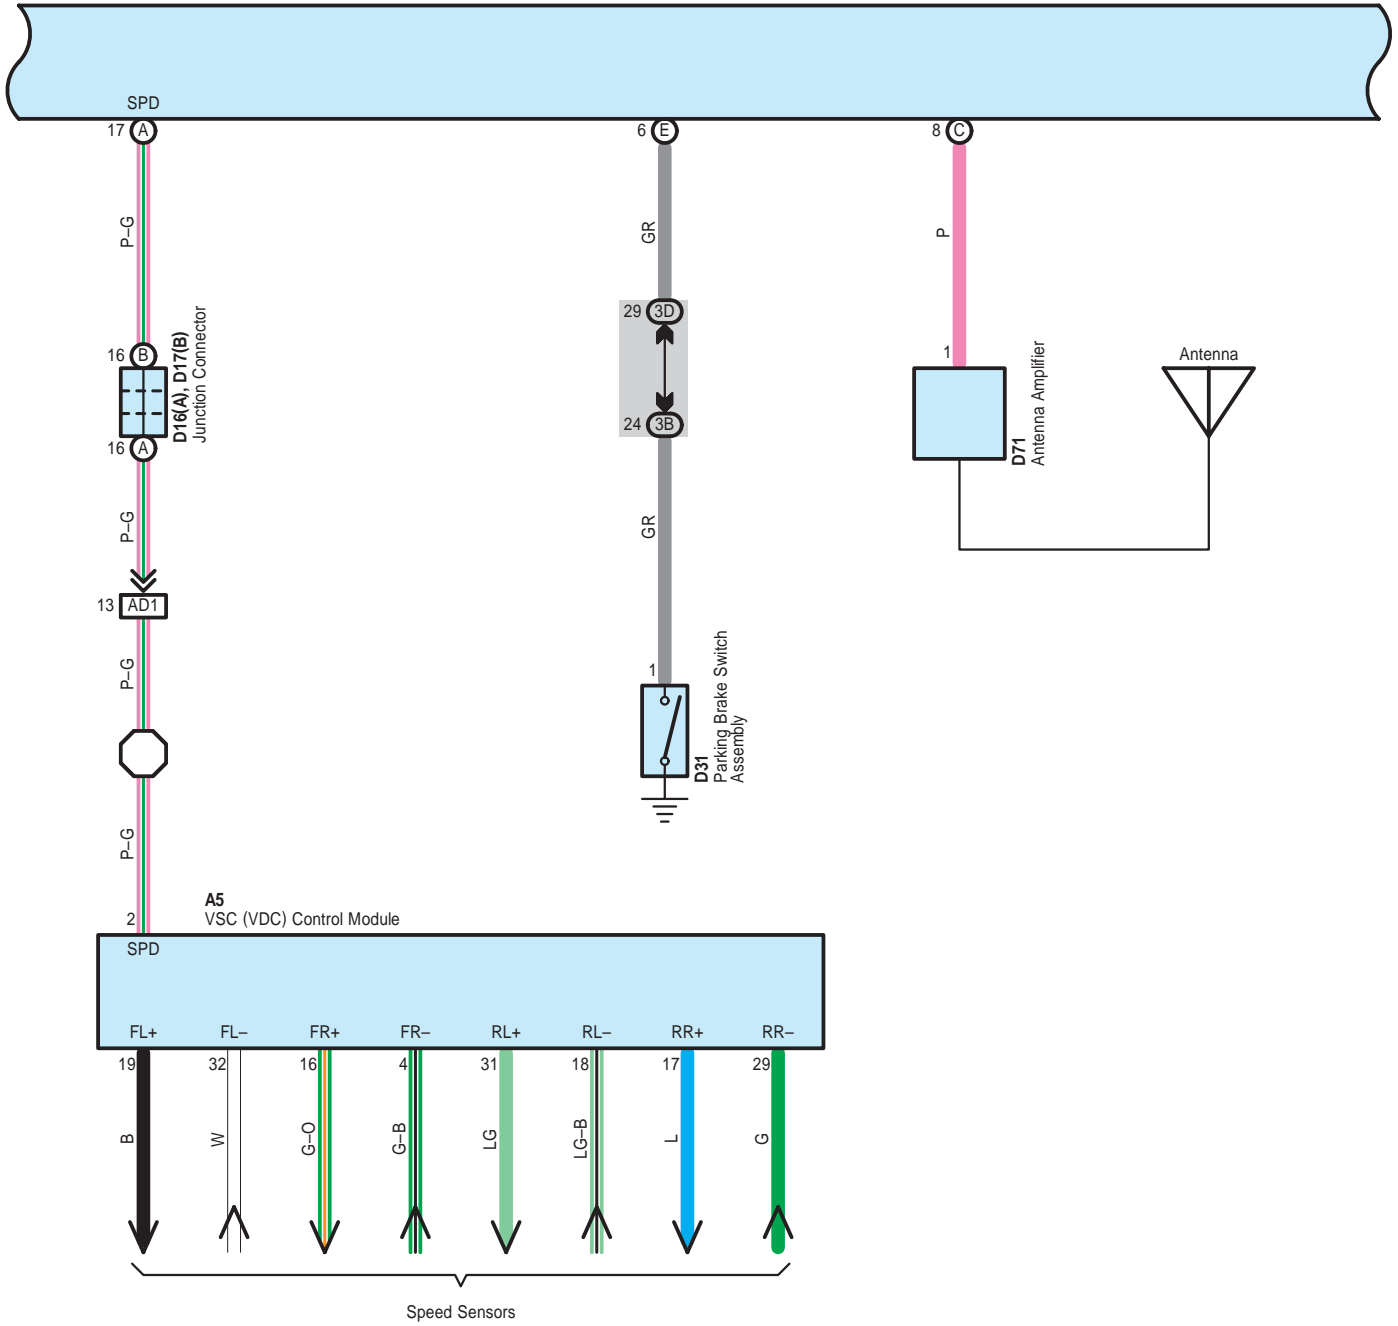 SPD
17 A
6 E
8 C
P–G
GR
P
29 3D
16 B
D16(A), D17(B)
Junction Connector
24 3B
16 A
1
D71
Antenna Amplifier
Antenna
P–G
GR
13 AD1
P–G
1
D31
Parking Brake Switch
Assembly
P–G
2
A5
VSC (VDC) Control Module
SPD
FL+ FL– FR+ FR– RL+ RL– RR+ RR–
19 32 16 4 31 18 17 29
B W G–O G–B LG LG–B L G
Speed Sensors